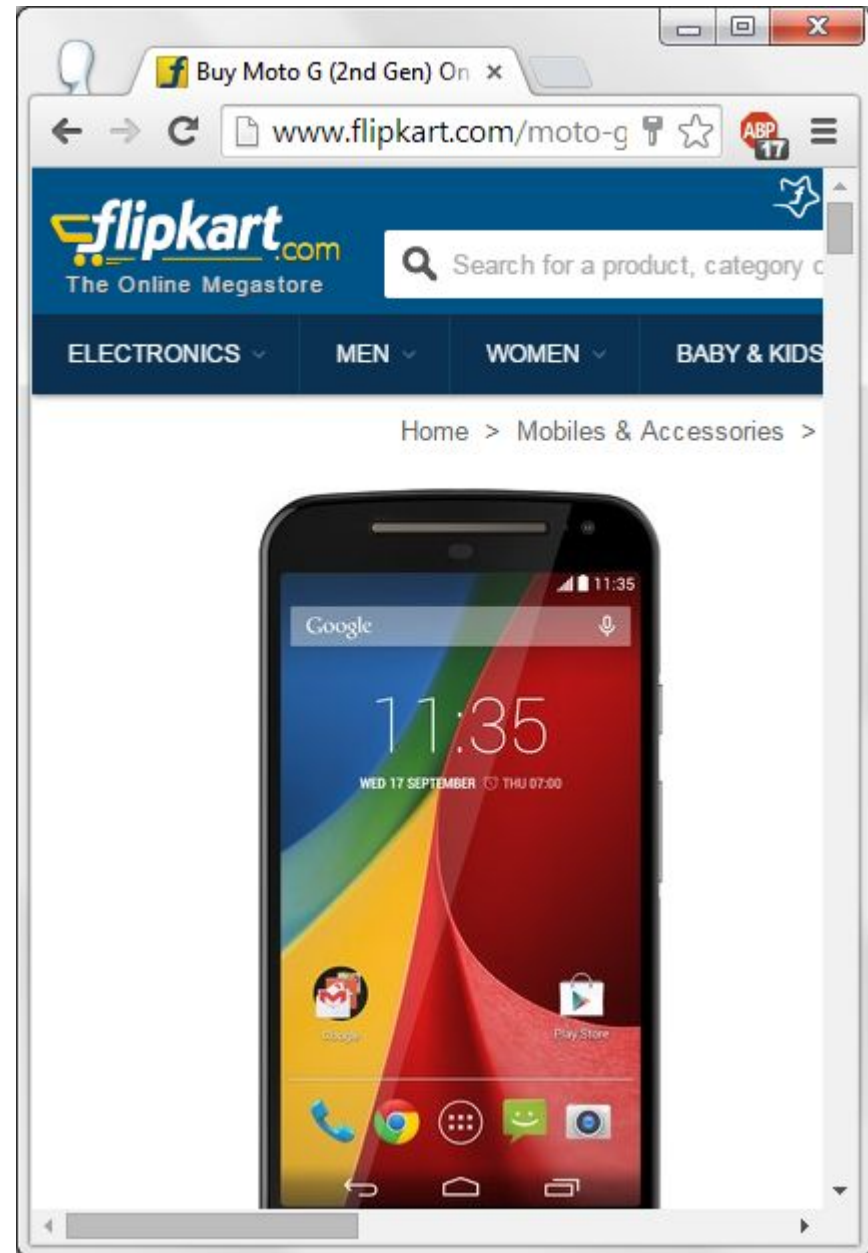 Buy Moto G (2nd Gen) On
www.flipkart.com/moto-g
ABP
17
flipkart.com
The Online Megastore
Search for a product, category o
ELECTRONICS MEN WOMEN BABY & KIDS
Home > Mobiles & Accessories >
11:35
Google
11:35
WED 17 SEPTEMBER THU 07:00
Google Play Store